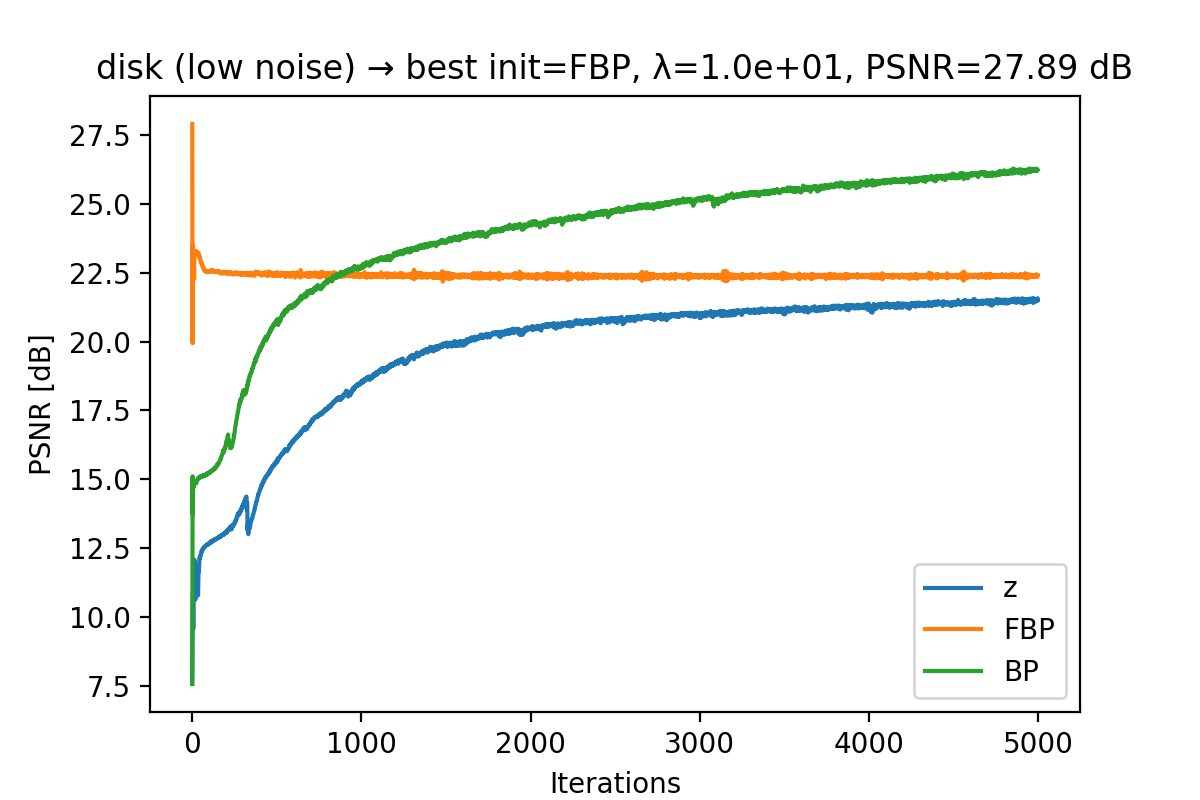 disk (low noise) → best init=FBP, λ=1.0e+01, PSNR=27.89 dB
27.5
25.0
22.5
20.0
17.5
15.0
12.5
10.0
7.5
PSNR [dB]
z
FBP
BP
0 1000 2000 3000 4000 5000
Iterations